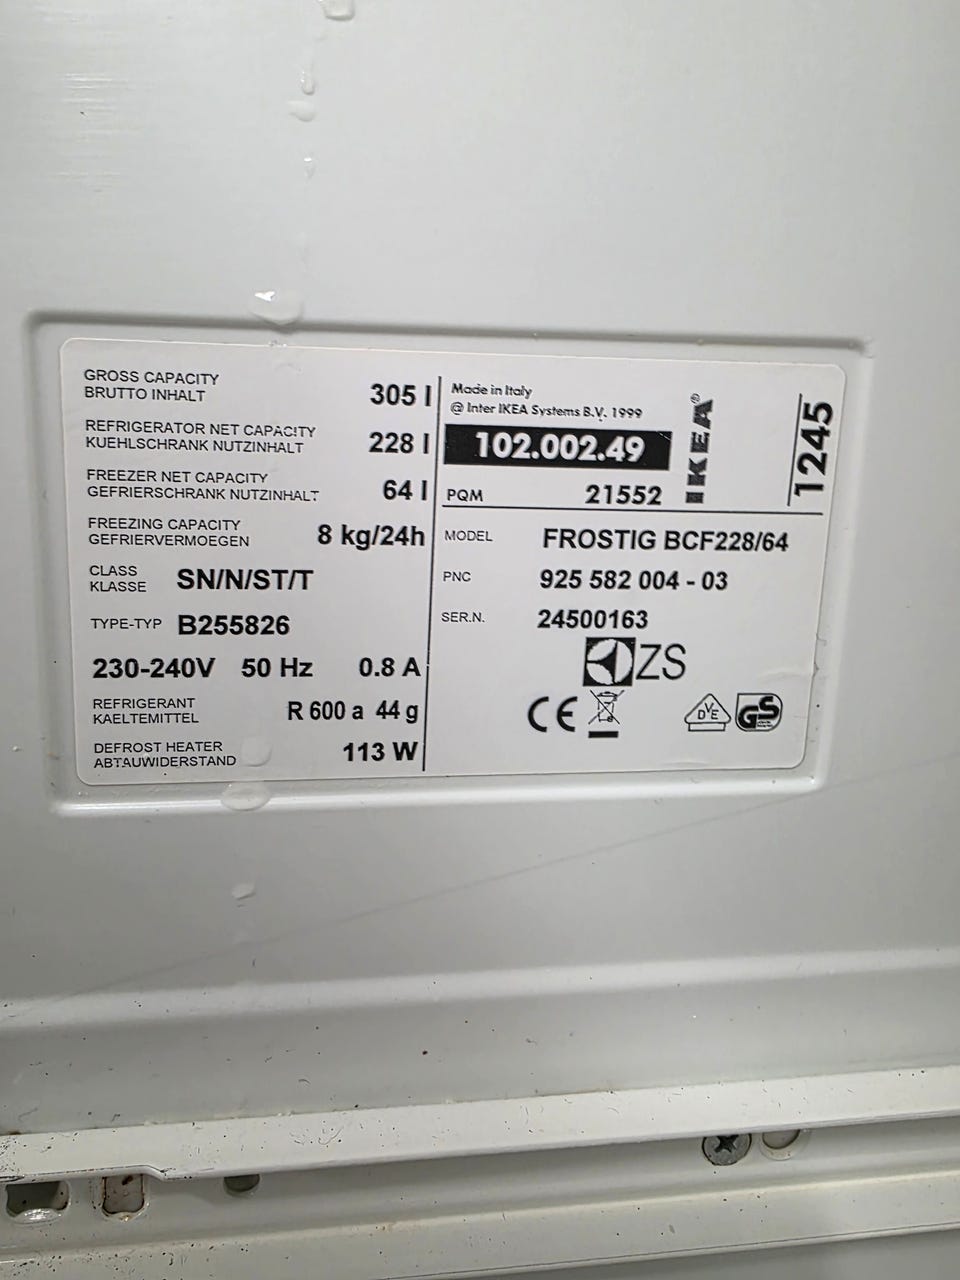 GROSS CAPACITY
BRUTTO INHALT
305 l
REFRIGERATOR NET CAPACITY
KUEHLSCHRANK NUTZINHALT
228 l
FREEZER NET CAPACITY
GEFRIERSCHRANK NUTZINHALT
64 l
FREEZING CAPACITY
GEFRIERVERMOEGEN
8 kg/24h
CLASS
KLASSE
SN/N/ST/T
TYPE-TYP B255826
230-240V 50 Hz 0.8 A
REFRIGERANT
KAELTEMITTEL
R 600 a 44 g
DEFROST HEATER
ABTAUWIDERSTAND
113 W
Made in Italy
@ Inter IKEA Systems B.V. 1999
102.002.49
PQM 21552
IKEA®
1245
MODEL FROSTIG BCF228/64
PNC 925 582 004 - 03
SER.N. 24500163
ZS
CE
DVE
GS